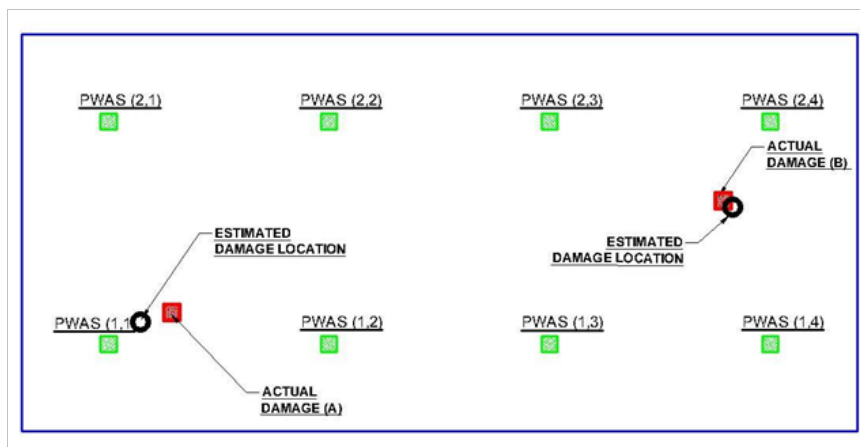 PWAS (2,1)
PWAS (2,2)
PWAS (2,3)
PWAS (2,4)
ACTUAL
DAMAGE (B)
ESTIMATED
DAMAGE LOCATION
ESTIMATED
DAMAGE LOCATION
PWAS (1,1
PWAS (1,2)
PWAS (1,3)
PWAS (1,4)
ACTUAL
DAMAGE (A)